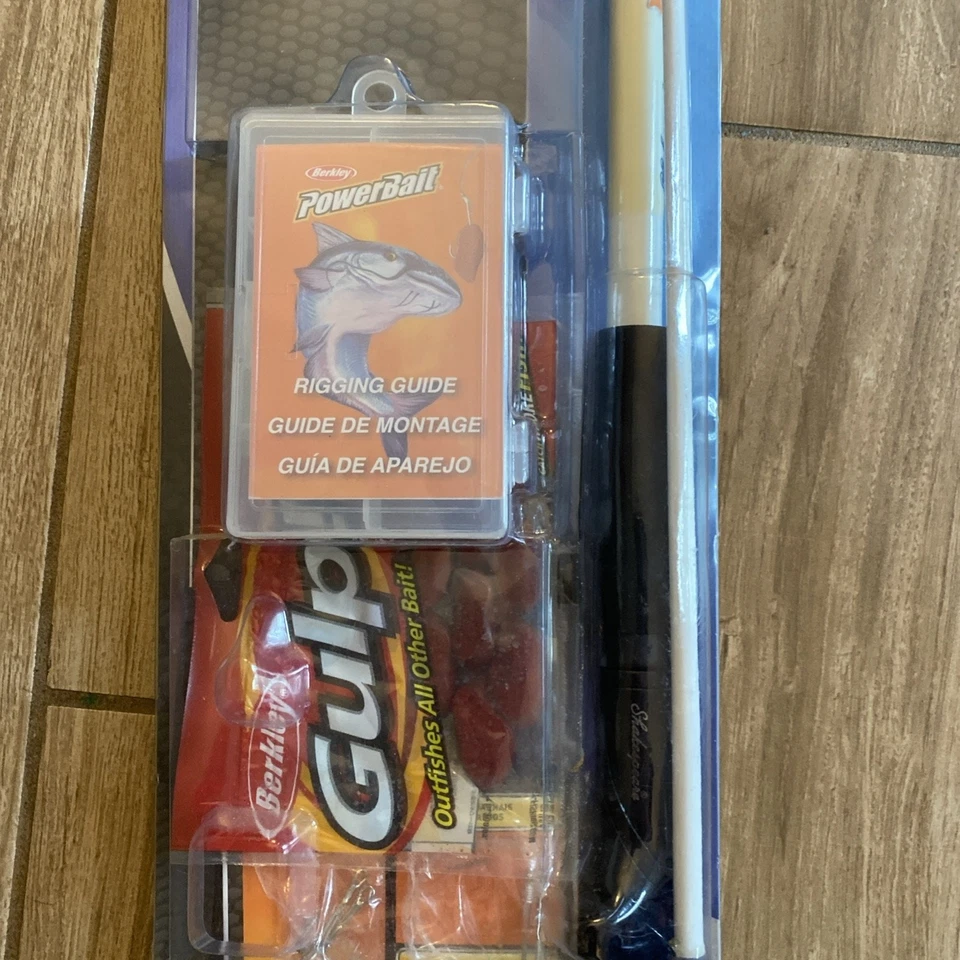 Berkley
PowerBait
RIGGING GUIDE
GUIDE DE MONTAGE
GUÍA DE APAREJO
Berkley
Gulp
Outfishes All Other Bait!
Shakespeare